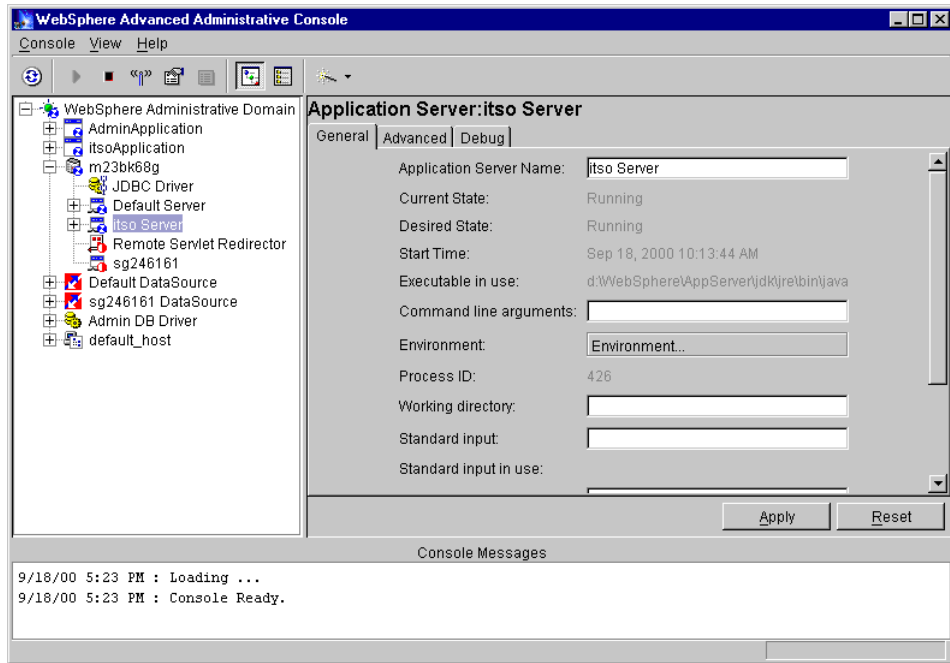 WebSphere Advanced Administrative Console
Console View Help
WebSphere Administrative Domain
AdminApplication
itsoApplication
m23bk68g
JDBC Driver
Default Server
itso Server
Remote Servlet Redirector
sg246161
Default DataSource
sg246161 DataSource
Admin DB Driver
default_host
Application Server:itso Server
General Advanced Debug
Application Server Name: itso Server
Current State: Running
Desired State: Running
Start Time: Sep 18, 2000 10:13:44 AM
Executable in use: d:\WebSphere\AppServer\jdk\jre\bin\java
Command line arguments:
Environment: Environment...
Process ID: 426
Working directory:
Standard input:
Standard input in use:
Apply Reset
Console Messages
9/18/00 5:23 PM : Loading ...
9/18/00 5:23 PM : Console Ready.